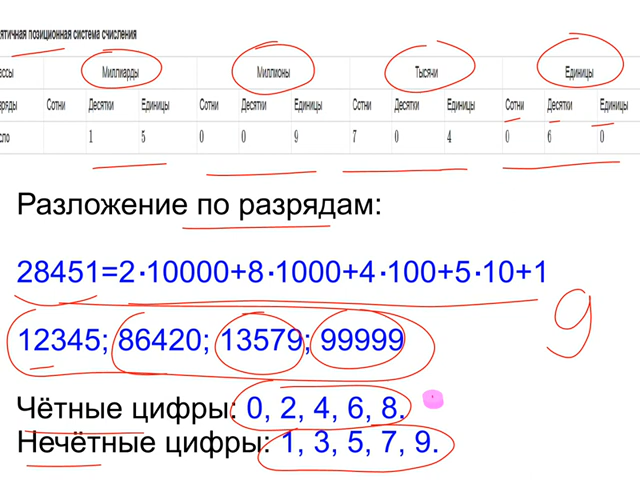 ятичная позиционная система счисления
ассы Миллиарды Миллионы Тысячи Единицы
зряды Сотни Десятки Единицы Сотни Десятки Единицы Сотни Десятки Единицы Сотни Десятки Единицы
сло 1 5 0 0 9 7 0 4 0 6 0
Разложение по разрядам:
28451=2·10000+8·1000+4·100+5·10+1
12345; 86420; 13579; 99999
9
Чётные цифры: 0, 2, 4, 6, 8.
Нечётные цифры: 1, 3, 5, 7, 9.